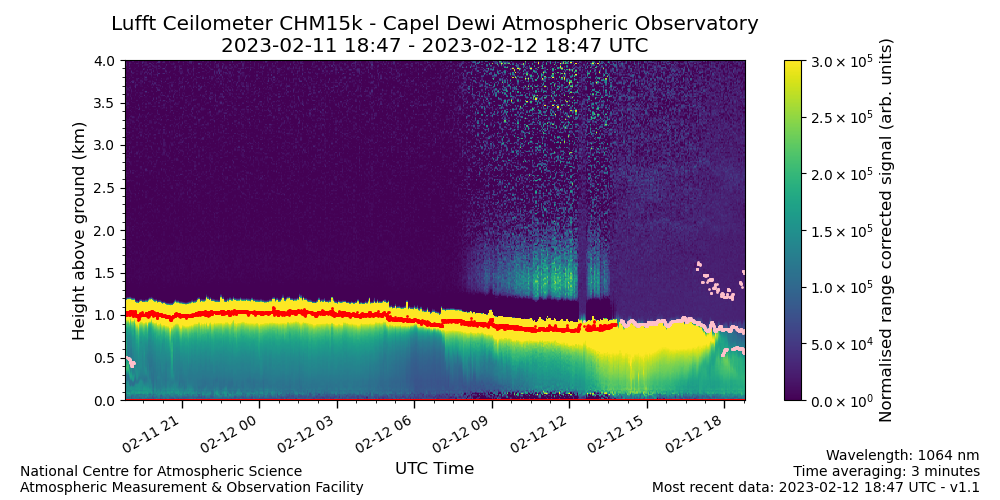 Lufft Ceilometer CHM15k - Capel Dewi Atmospheric Observatory
2023-02-11 18:47 - 2023-02-12 18:47 UTC
Height above ground (km)
4.0
3.5
3.0
2.5
2.0
1.5
1.0
0.5
0.0
02-11 21
02-12 00
02-12 03
02-12 06
02-12 09
02-12 12
02-12 15
02-12 18
UTC Time
3.0 × 10⁵
2.5 × 10⁵
2.0 × 10⁵
1.5 × 10⁵
1.0 × 10⁵
5.0 × 10⁴
0.0 × 10⁰
Normalised range corrected signal (arb. units)
National Centre for Atmospheric Science
Atmospheric Measurement & Observation Facility
Wavelength: 1064 nm
Time averaging: 3 minutes
Most recent data: 2023-02-12 18:47 UTC - v1.1